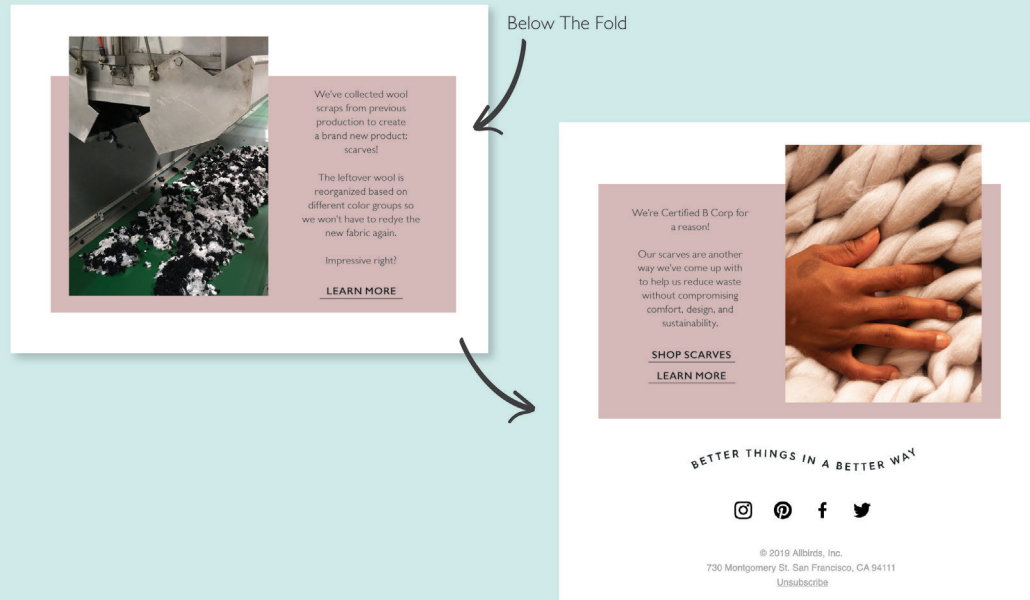 Below The Fold
We've collected wool
scraps from previous
production to create
a brand new product:
scarves!
The leftover wool is
reorganized based on
different color groups so
we won't have to redye the
new fabric again.
Impressive right?
LEARN MORE
We're Certified B Corp for
a reason!
Our scarves are another
way we've come up with
to help us reduce waste
without compromising
comfort, design, and
sustainability.
SHOP SCARVES
LEARN MORE
BETTER THINGS IN A BETTER WAY
© 2019 Allbirds, Inc.
730 Montgomery St. San Francisco, CA 94111
Unsubscribe